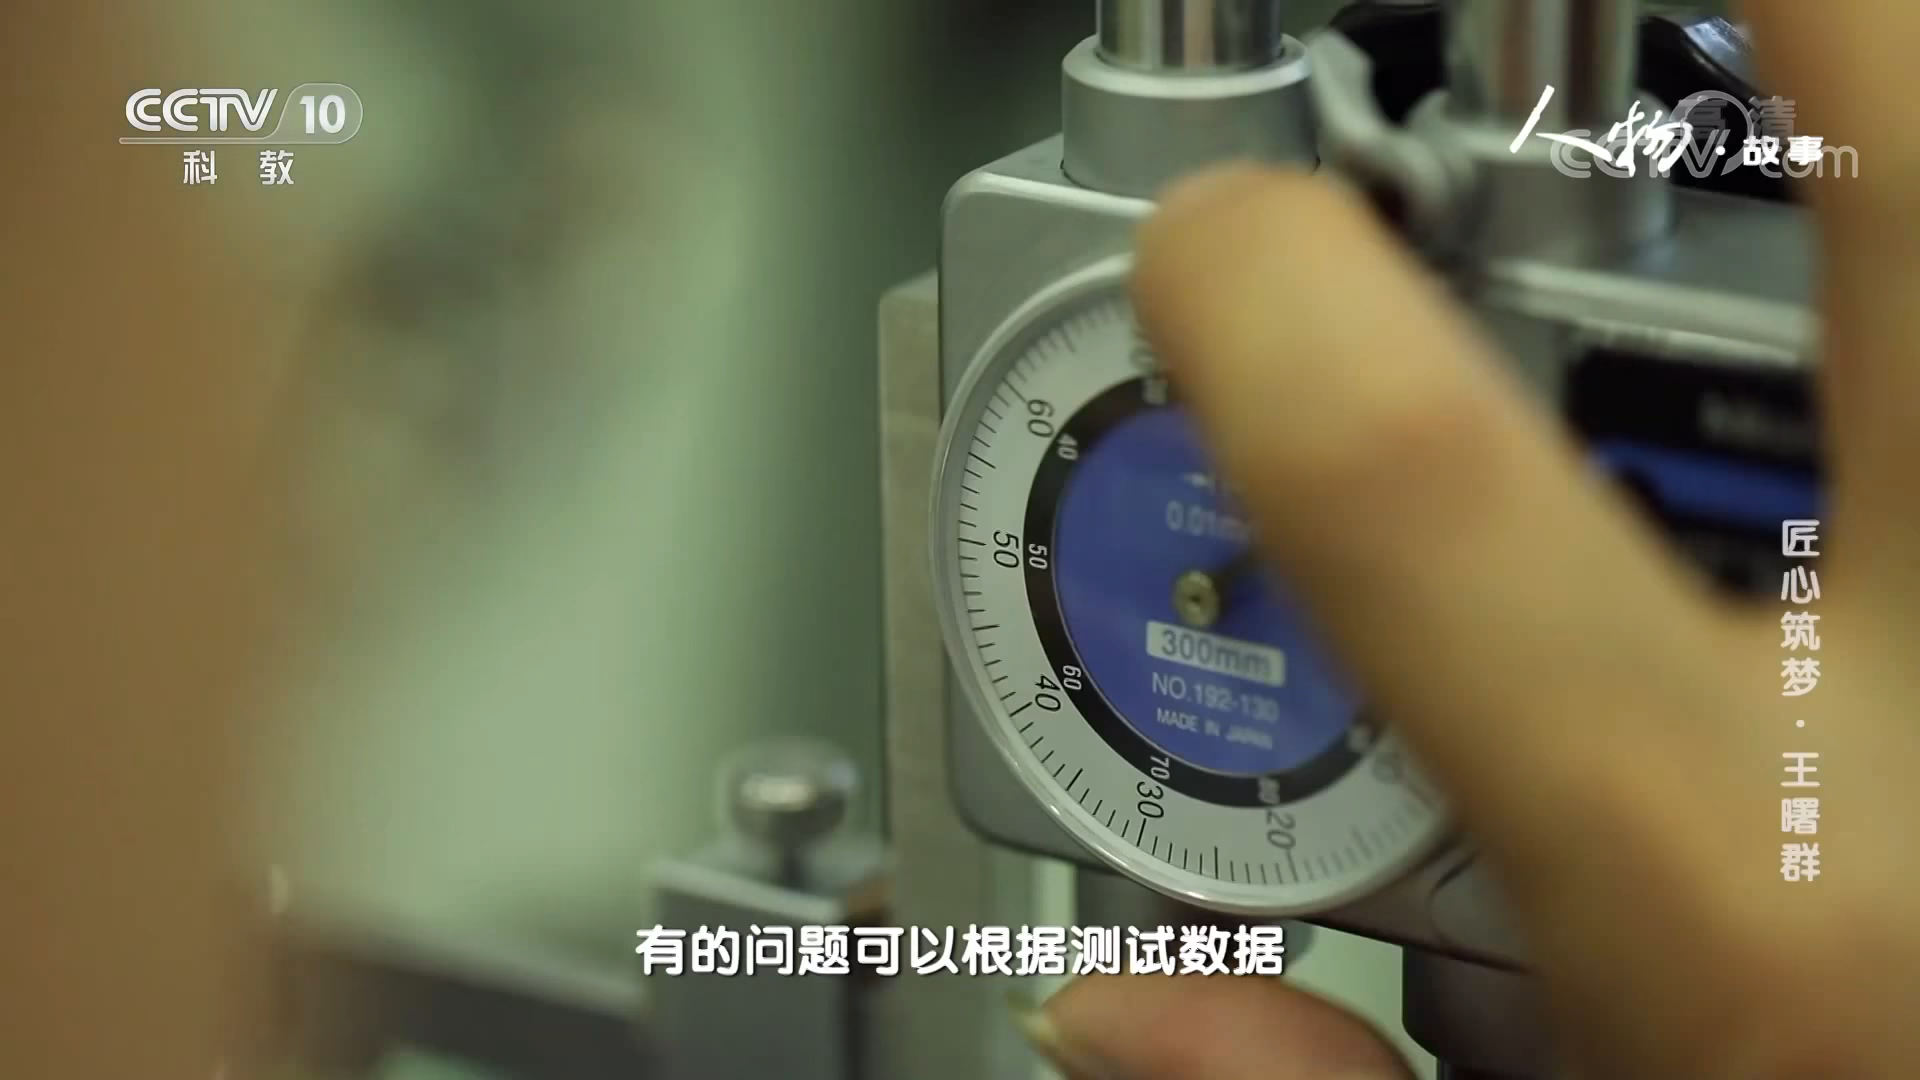 CCTV 10
科 教
人物·故事
高清
CCTV.com
60
40
50
50
0.01m
300mm
NO.192-130
MADE IN JAPAN
40
60
70
30
80
20
匠心筑梦·王曙群
有的问题可以根据测试数据